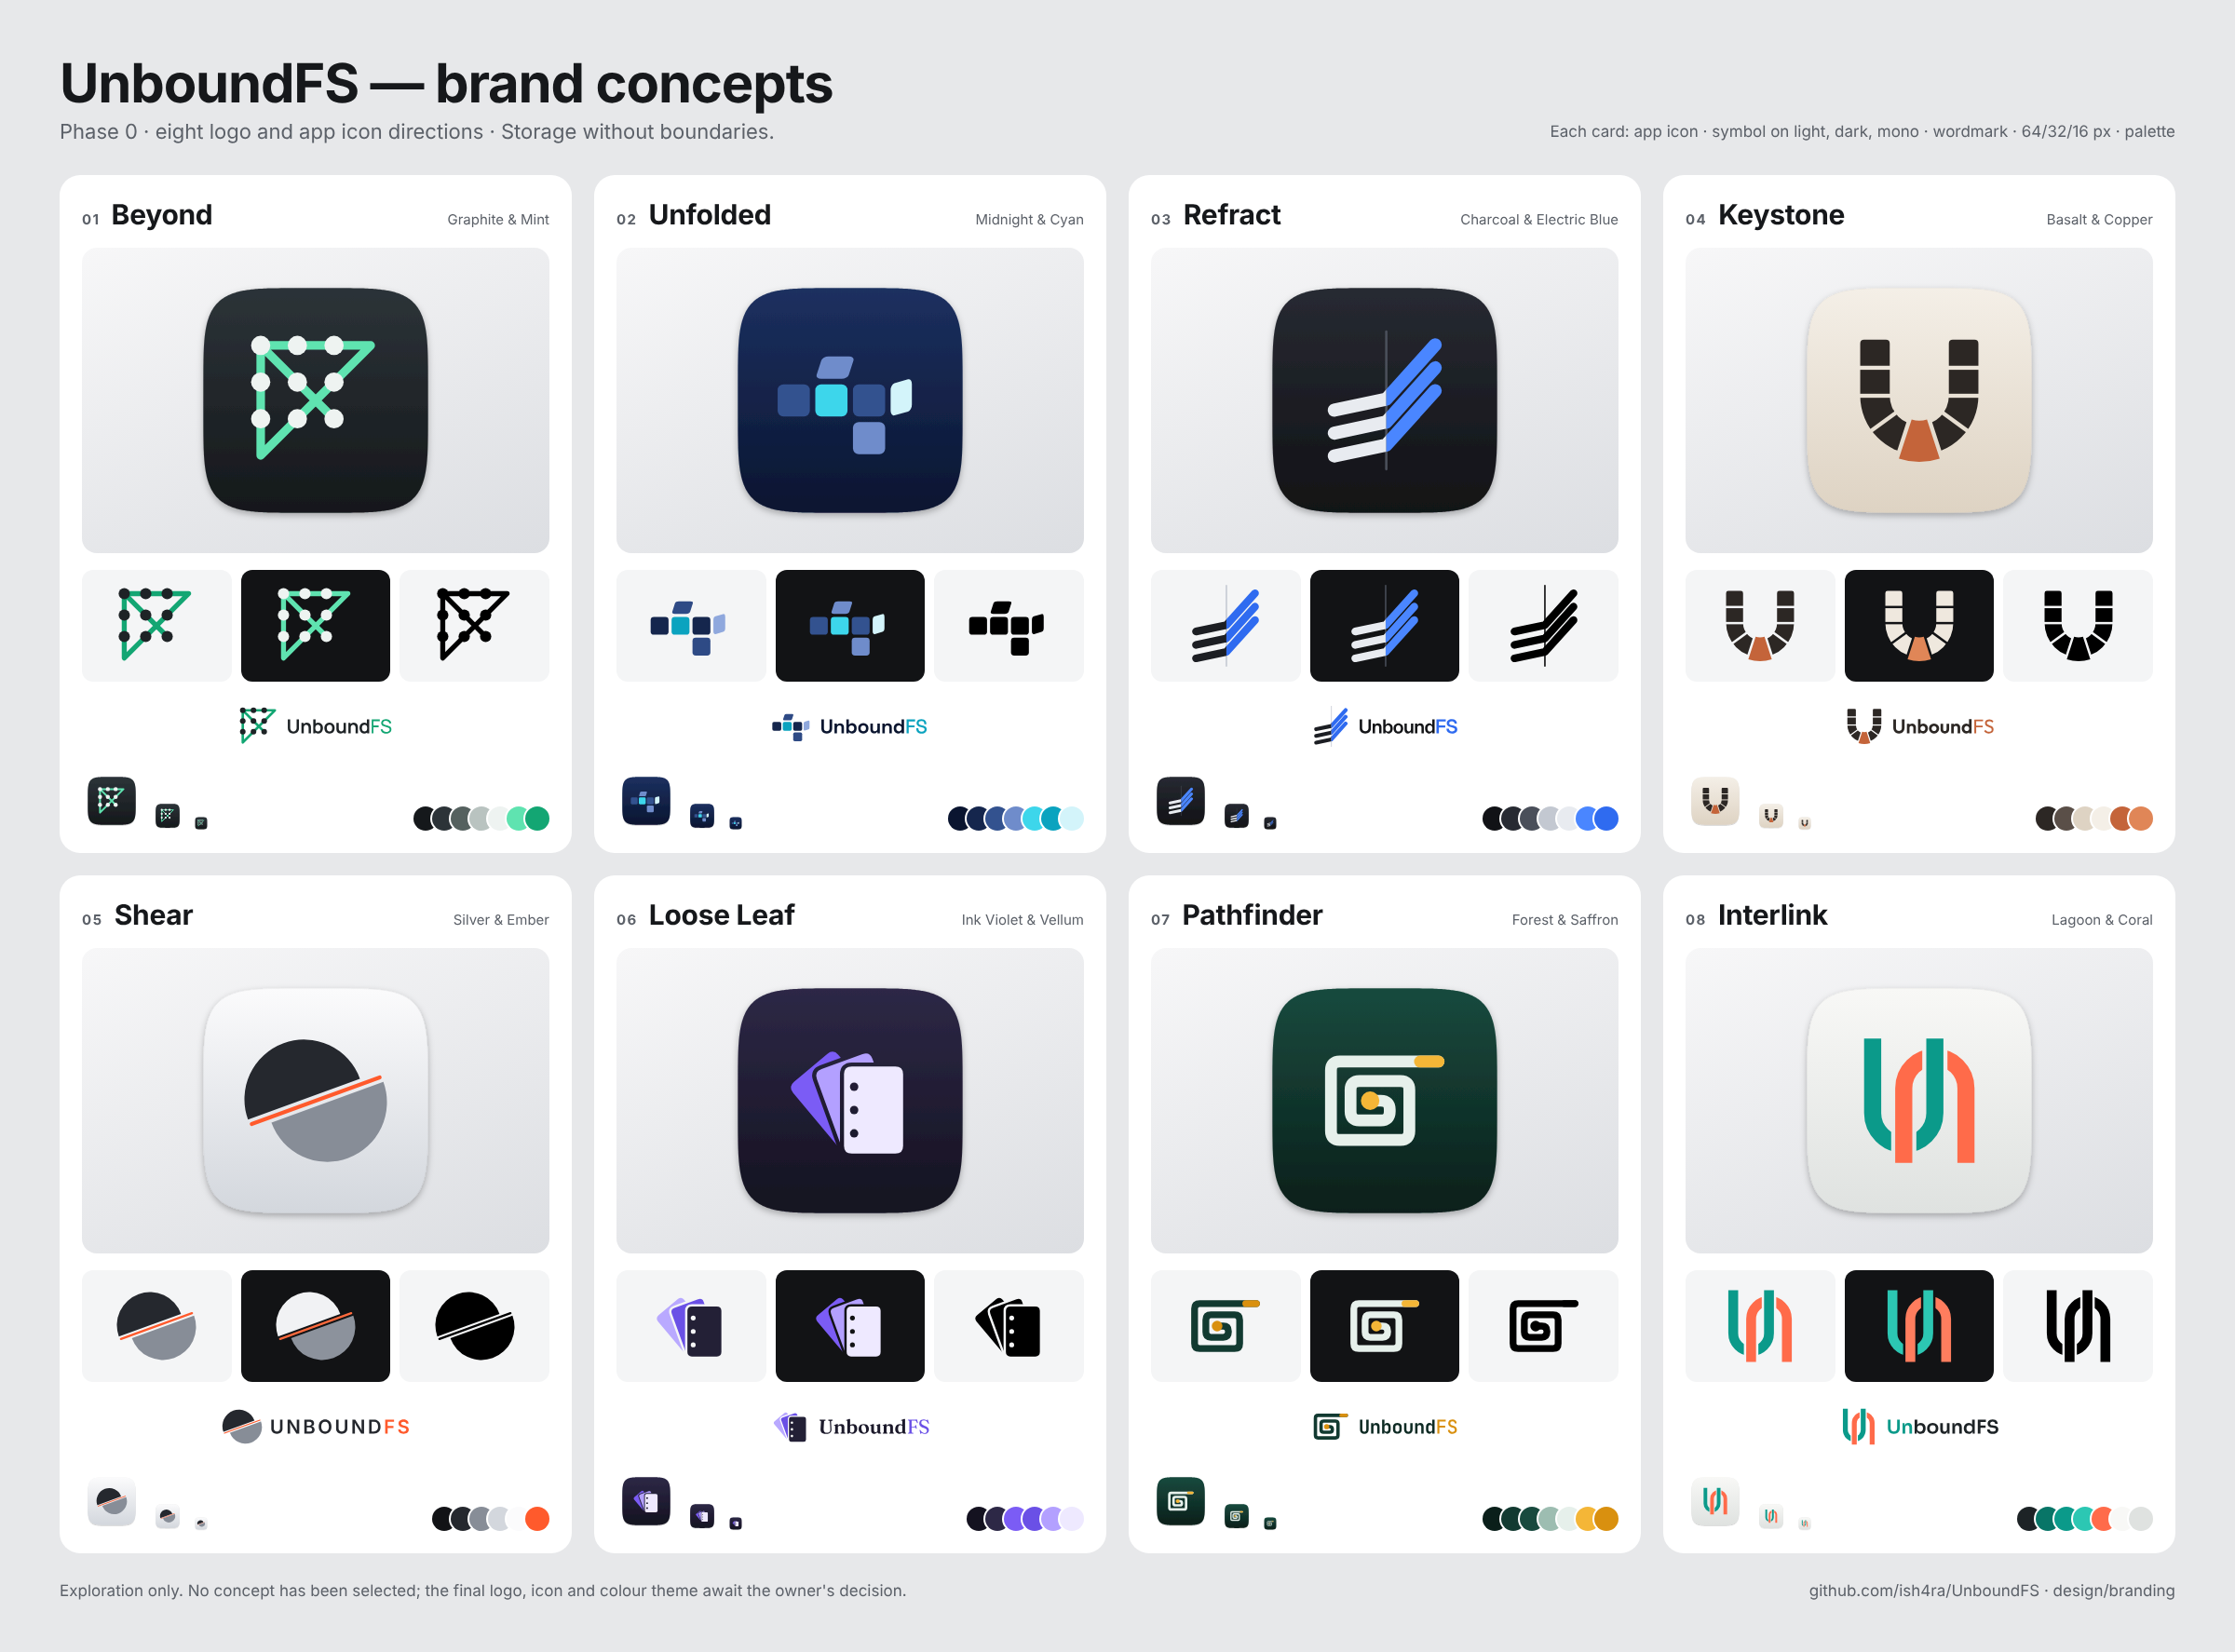 UnboundFS — brand concepts
Phase 0 · eight logo and app icon directions · Storage without boundaries.
Each card: app icon · symbol on light, dark, mono · wordmark · 64/32/16 px · palette
01 Beyond
Graphite & Mint
UnboundFS
02 Unfolded
Midnight & Cyan
UnboundFS
03 Refract
Charcoal & Electric Blue
UnboundFS
04 Keystone
Basalt & Copper
UnboundFS
05 Shear
Silver & Ember
UNBOUNDFS
06 Loose Leaf
Ink Violet & Vellum
UnboundFS
07 Pathfinder
Forest & Saffron
UnboundFS
08 Interlink
Lagoon & Coral
UnboundFS
Exploration only. No concept has been selected; the final logo, icon and colour theme await the owner's decision.
github.com/ish4ra/UnboundFS · design/branding